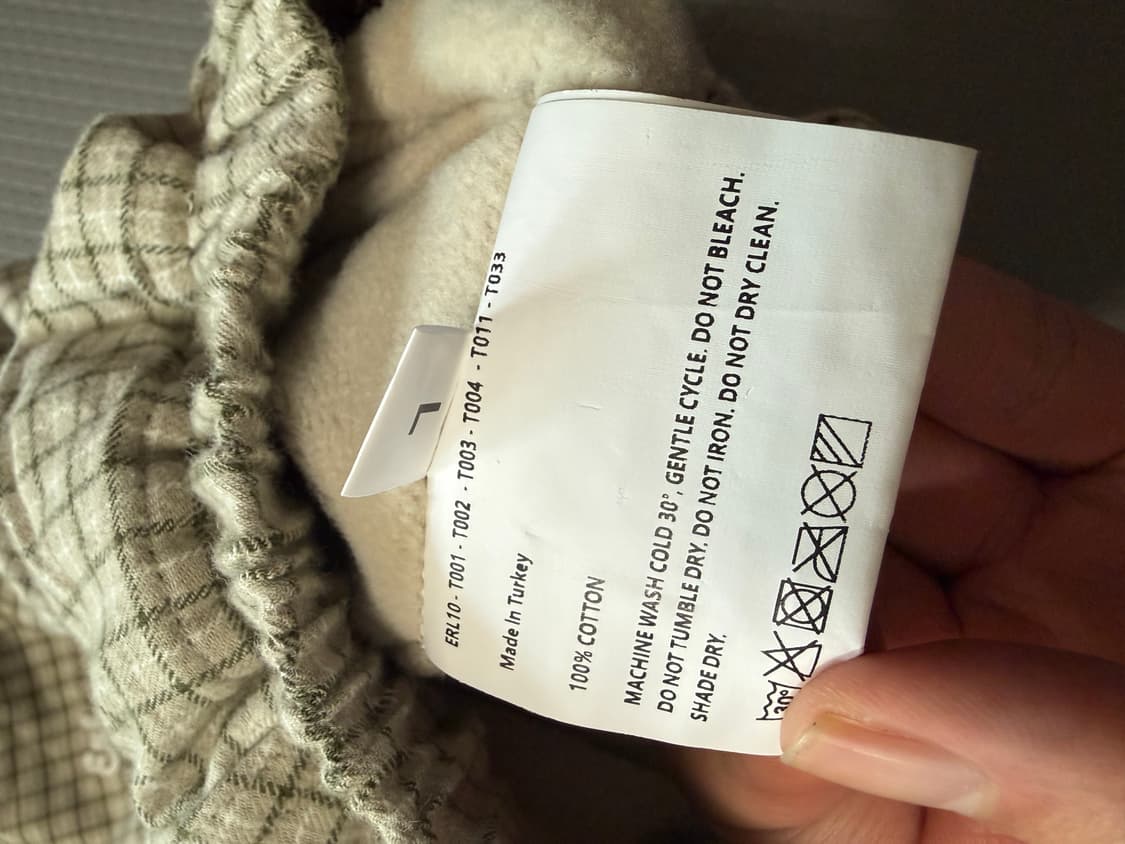 L
ERL10 - T001 - T002 - T003 - T004 - T011 - T033
Made In Turkey
100% COTTON
MACHINE WASH COLD 30°, GENTLE CYCLE. DO NOT BLEACH.
DO NOT TUMBLE DRY. DO NOT IRON. DO NOT DRY CLEAN.
SHADE DRY.
30°